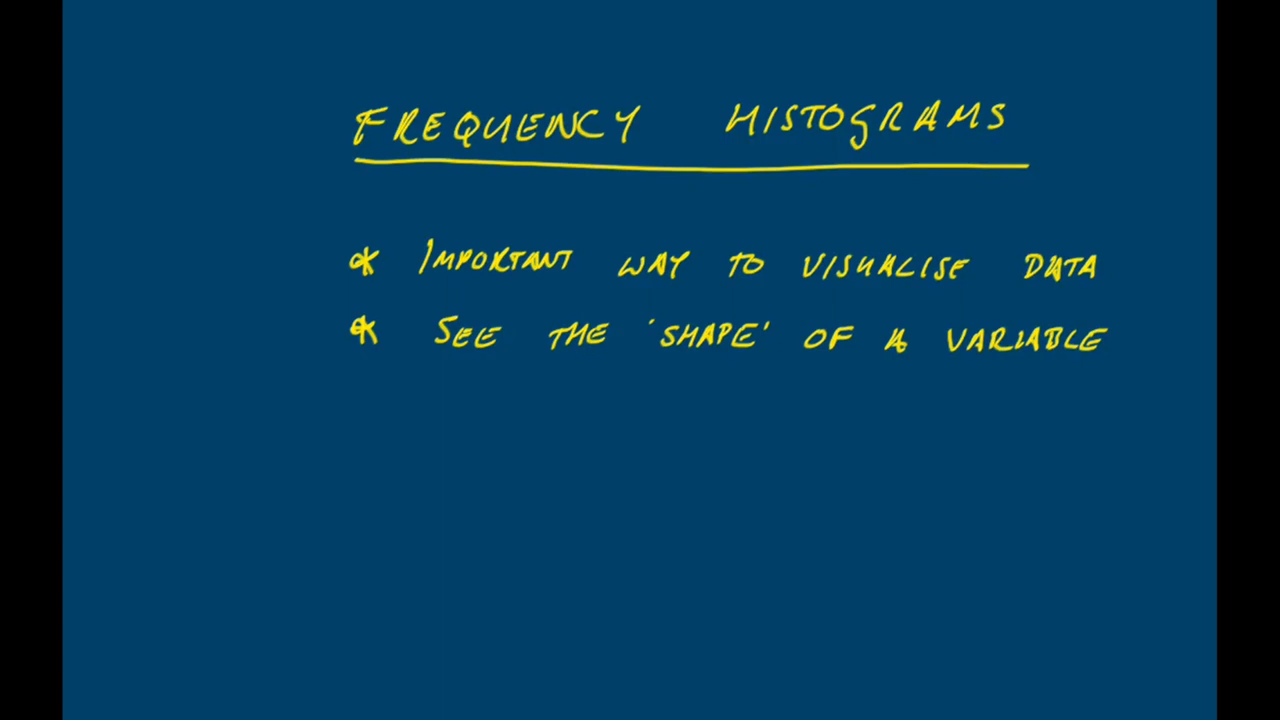 FREQUENCY HISTOGRAMS
* IMPORTANT WAY TO VISUALISE DATA
* SEE THE 'SHAPE' OF A VARIABLE